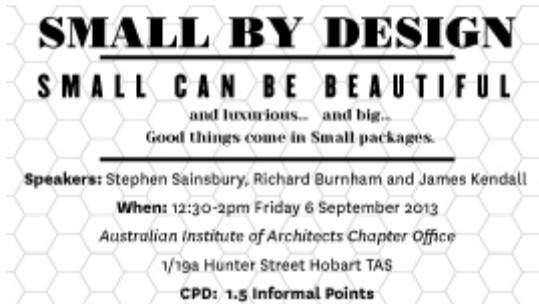 SMALL BY DESIGN
SMALL CAN BE BEAUTIFUL
and luxurious... and big...
Good things come in Small packages.
Speakers: Stephen Sainsbury, Richard Burnham and James Kendall
When: 12:30-2pm Friday 6 September 2013
Australian Institute of Architects Chapter Office
1/19a Hunter Street Hobart TAS
CPD: 1.5 Informal Points